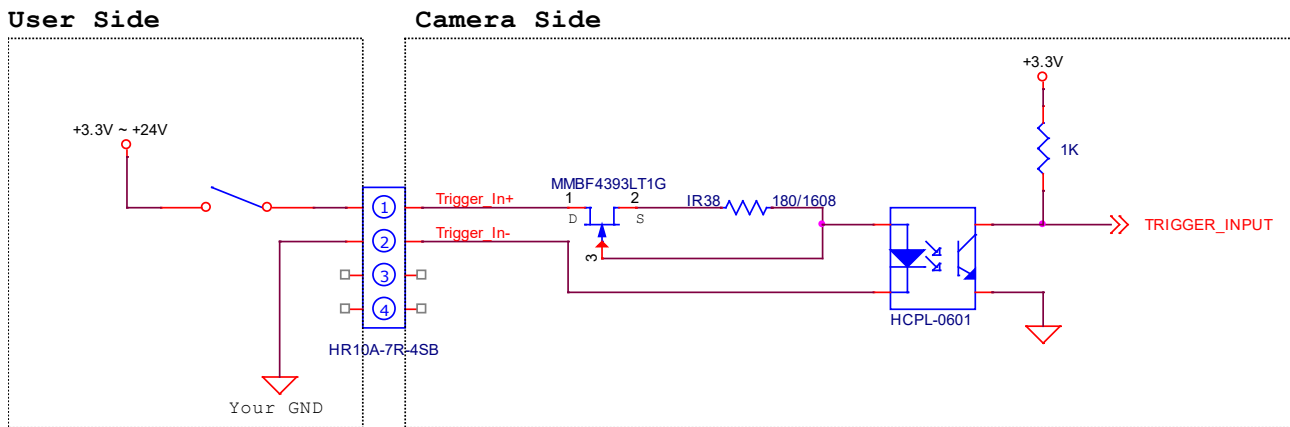 User Side
Camera Side
+3.3V
+3.3V ~ +24V
1K
MMBF4393LT1G
1
2
IR38
180/1608
Trigger_In+
D
S
1
TRIGGER_INPUT
Trigger_In-
2
3
3
4
HCPL-0601
HR10A-7R-4SB
Your GND